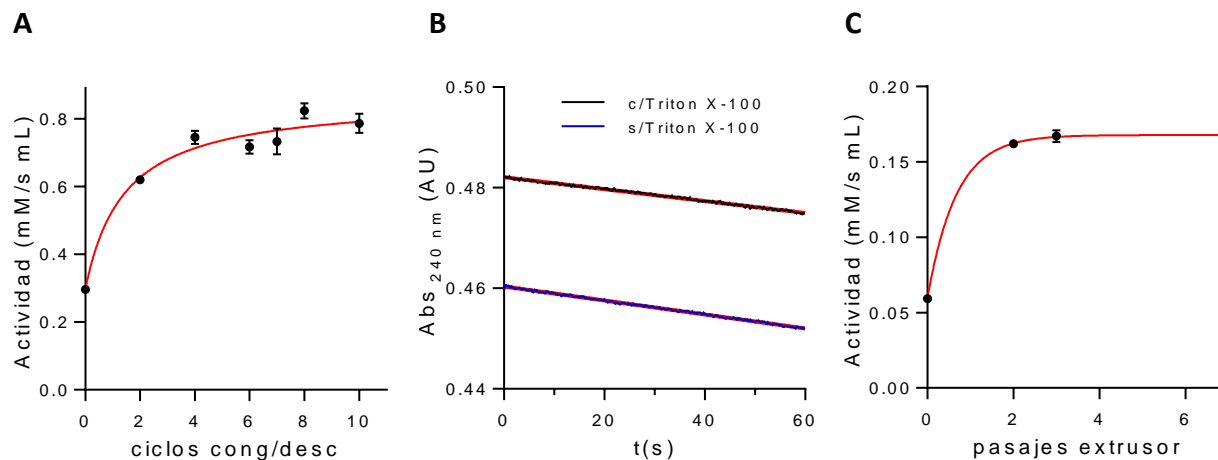 A
Actividad (mM/s mL)
0.8
0.6
0.4
0.2
0.0
0 2 4 6 8 10
ciclos cong/desc
B
Abs 240 nm (AU)
0.50
0.48
0.46
0.44
c/Triton X-100
s/Triton X-100
0 20 40 60
t(s)
C
Actividad (mM/s mL)
0.20
0.15
0.10
0.05
0.00
0 2 4 6
pasajes extrusor